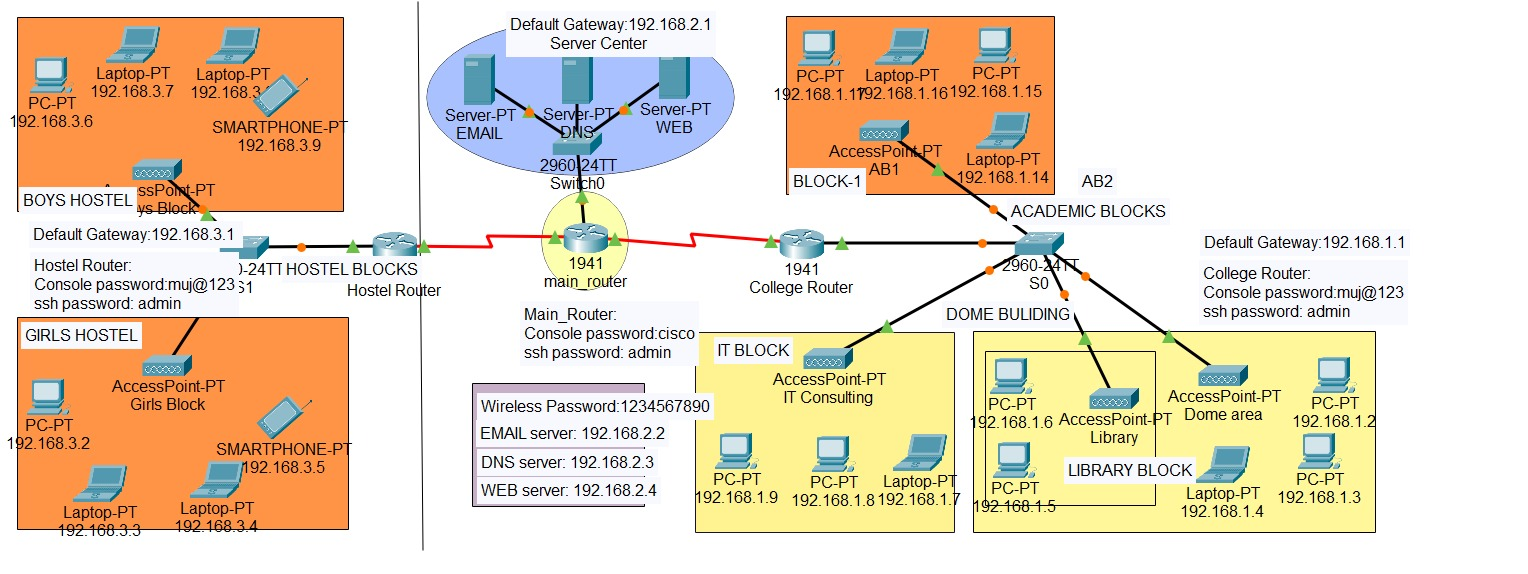 Laptop-PT
192.168.3.7
Laptop-PT
192.168.3.
PC-PT
192.168.3.6
SMARTPHONE-PT
192.168.3.9
ssPoint-PT
ys Block
BOYS HOSTEL
Default Gateway:192.168.3.1
Hostel Router:
Console password:muj@123
ssh password: admin
-24TT
S1
HOSTEL BLOCKS
Hostel Router
GIRLS HOSTEL
AccessPoint-PT
Girls Block
PC-PT
192.168.3.2
SMARTPHONE-PT
192.168.3.5
Laptop-PT
192.168.3.3
Laptop-PT
192.168.3.4
Default Gateway:192.168.2.1
Server Center
Server-PT
EMAIL
Server-PT
DNS
Server-PT
WEB
2960-24TT
Switch0
1941
main_router
Main_Router:
Console password:cisco
ssh password: admin
Wireless Password:1234567890
EMAIL server: 192.168.2.2
DNS server: 192.168.2.3
WEB server: 192.168.2.4
1941
College Router
PC-PT
192.168.1.17
Laptop-PT
192.168.1.16
PC-PT
192.168.1.15
AccessPoint-PT
AB1
Laptop-PT
192.168.1.14
BLOCK-1
AB2
ACADEMIC BLOCKS
2960-24TT
S0
Default Gateway:192.168.1.1
College Router:
Console password:muj@123
ssh password: admin
DOME BULIDING
IT BLOCK
AccessPoint-PT
IT Consulting
PC-PT
192.168.1.9
PC-PT
192.168.1.8
Laptop-PT
192.168.1.7
PC-PT
192.168.1.6
AccessPoint-PT
Library
AccessPoint-PT
Dome area
PC-PT
192.168.1.2
LIBRARY BLOCK
PC-PT
192.168.1.5
Laptop-PT
192.168.1.4
PC-PT
192.168.1.3